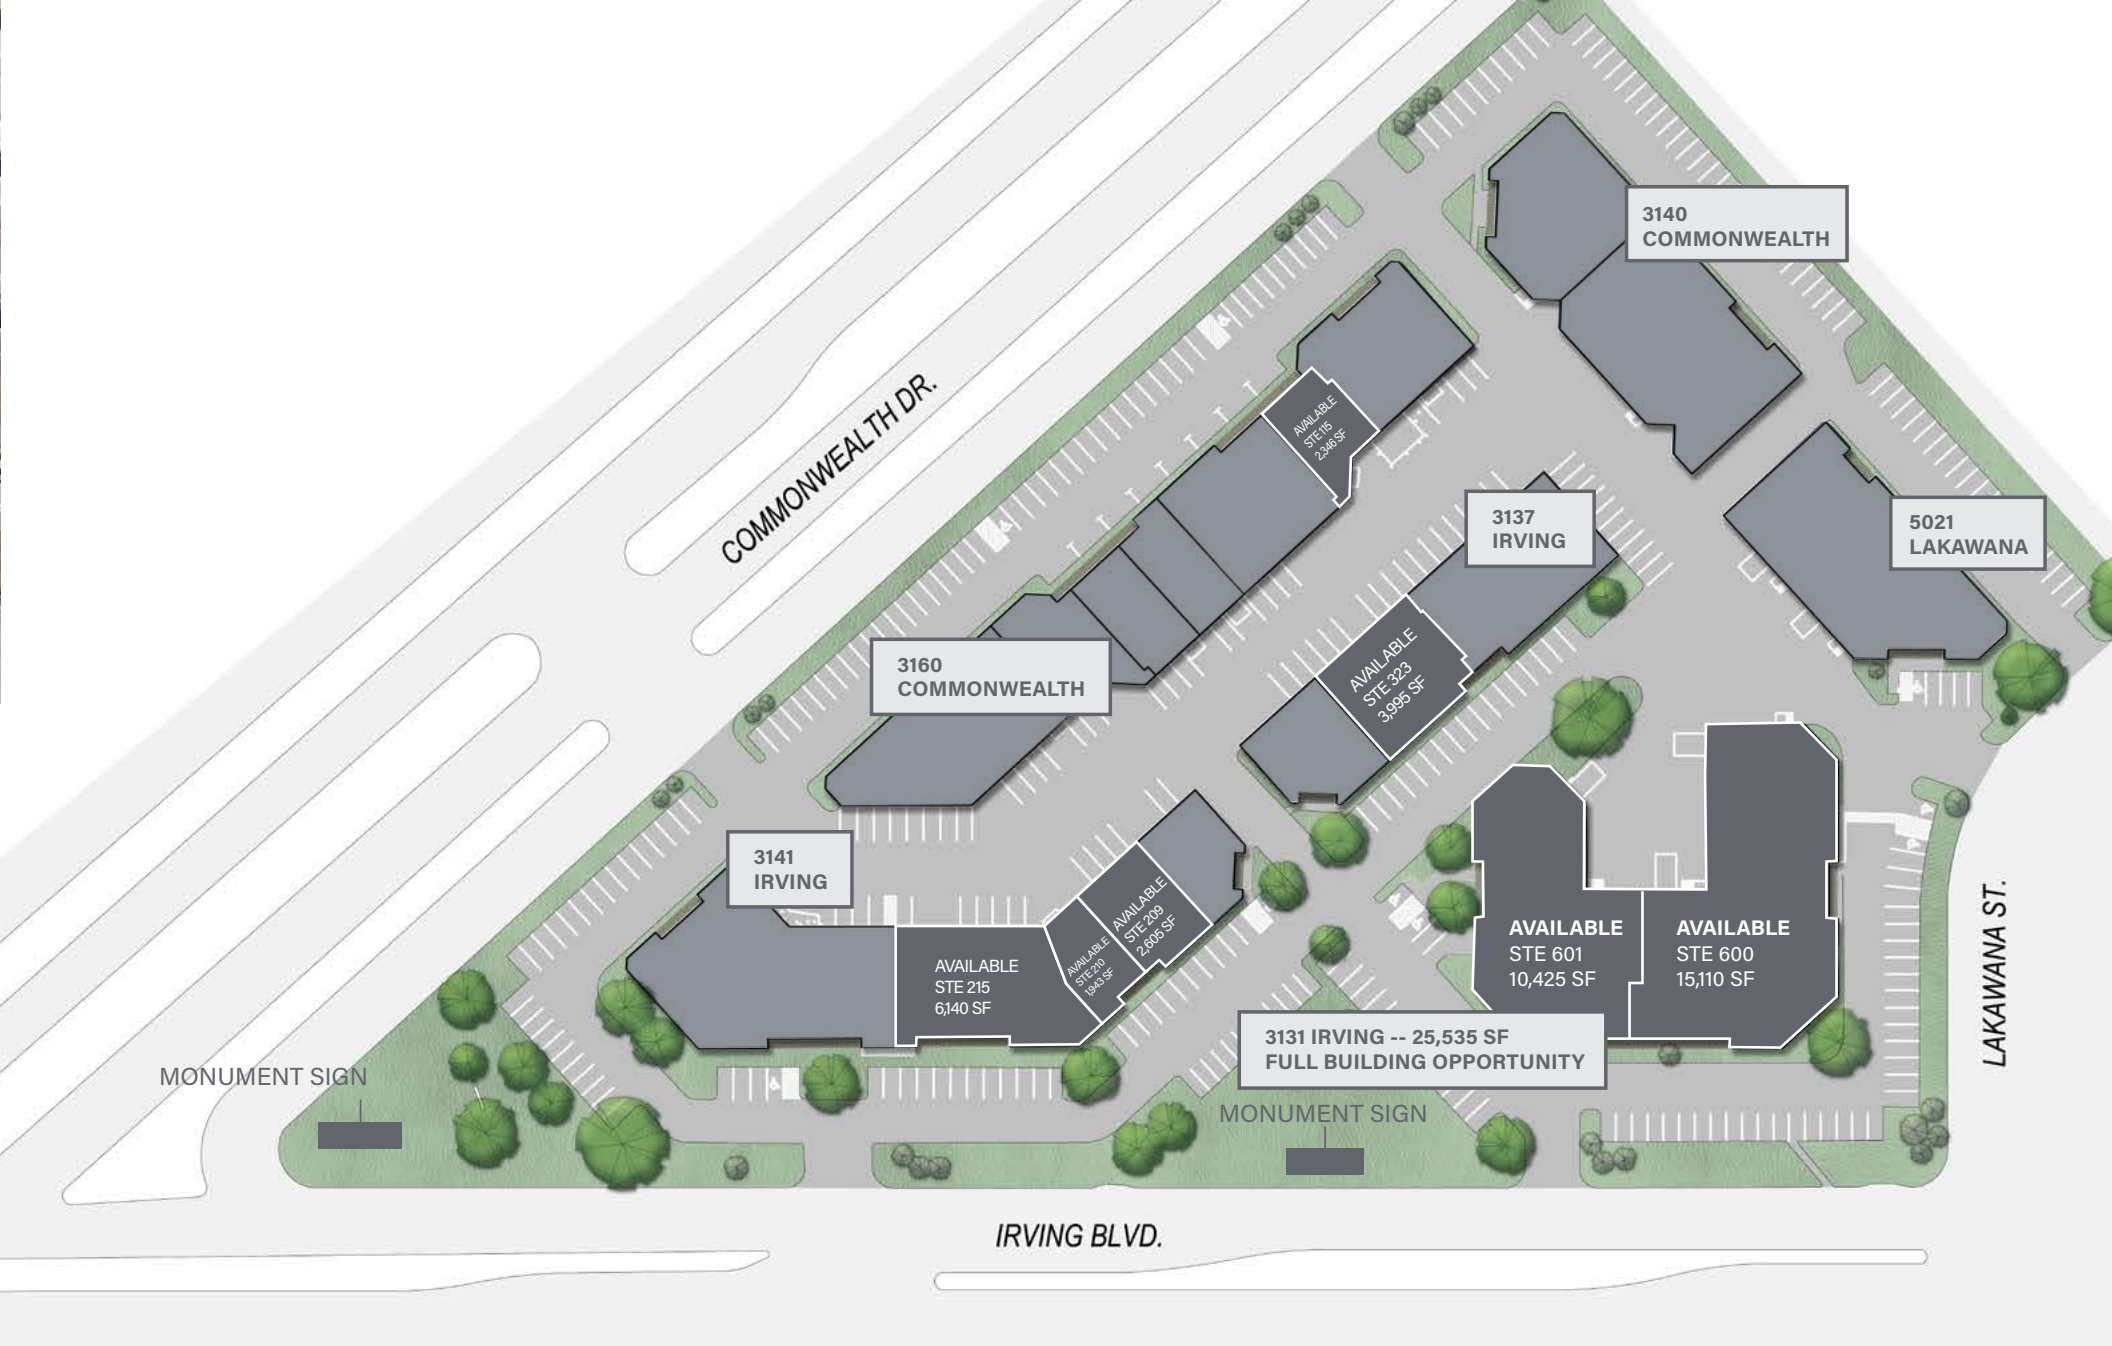 3140
COMMONWEALTH
COMMONWEALTH DR.
AVAILABLE
STE 115
2,346 SF
3137
IRVING
5021
LAKAWANA
3160
COMMONWEALTH
AVAILABLE
STE 323
3,995 SF
3141
IRVING
AVAILABLE
STE 215
6,140 SF
AVAILABLE
STE 210
1,943 SF
AVAILABLE
STE 209
2,605 SF
AVAILABLE
STE 601
10,425 SF
AVAILABLE
STE 600
15,110 SF
LAKAWANA ST.
3131 IRVING -- 25,535 SF
FULL BUILDING OPPORTUNITY
MONUMENT SIGN
MONUMENT SIGN
IRVING BLVD.